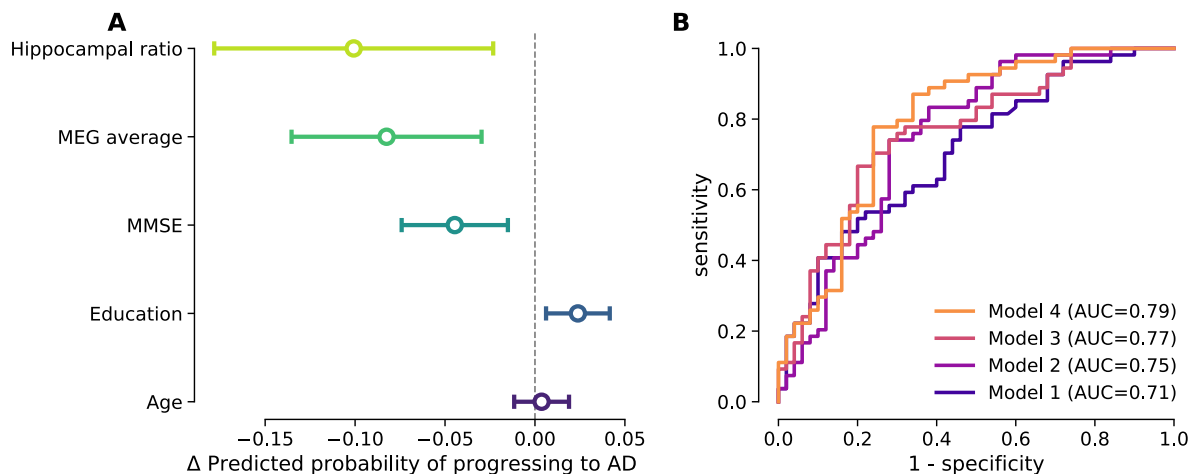 A
Hippocampal ratio
MEG average
MMSE
Education
Age
−0.15 −0.10 −0.05 0.00 0.05
Δ Predicted probability of progressing to AD
B
sensitivity
1.0
0.8
0.6
0.4
0.2
0.0
Model 4 (AUC=0.79)
Model 3 (AUC=0.77)
Model 2 (AUC=0.75)
Model 1 (AUC=0.71)
0.0 0.2 0.4 0.6 0.8 1.0
1 - specificity